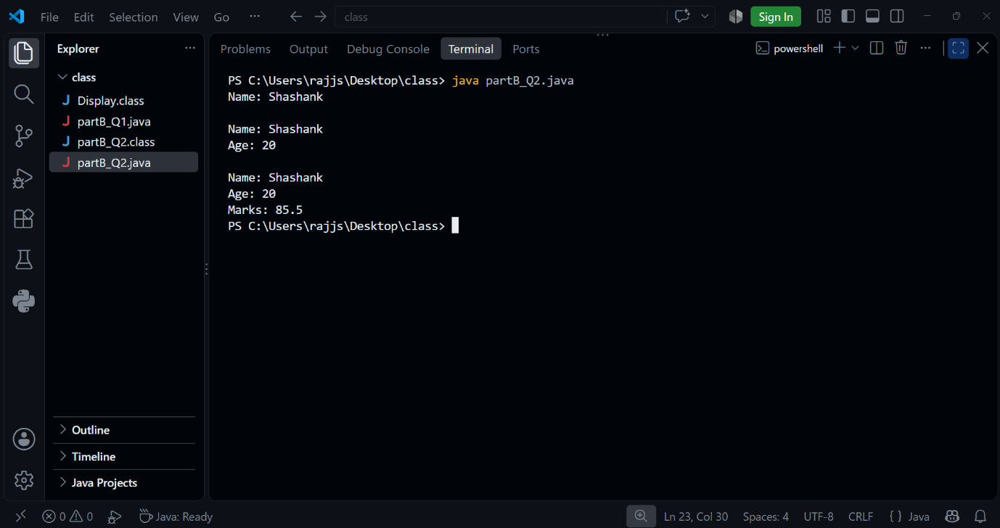 File Edit Selection View Go ··· class Sign In
Explorer ···
class
Display.class
partB_Q1.java
partB_Q2.class
partB_Q2.java
Outline
Timeline
Java Projects
Problems Output Debug Console Terminal Ports powershell ···
PS C:\Users\rajjs\Desktop\class> java partB_Q2.java
Name: Shashank
Name: Shashank
Age: 20
Name: Shashank
Age: 20
Marks: 85.5
PS C:\Users\rajjs\Desktop\class>
0 0 Java: Ready Ln 23, Col 30 Spaces: 4 UTF-8 CRLF { } Java